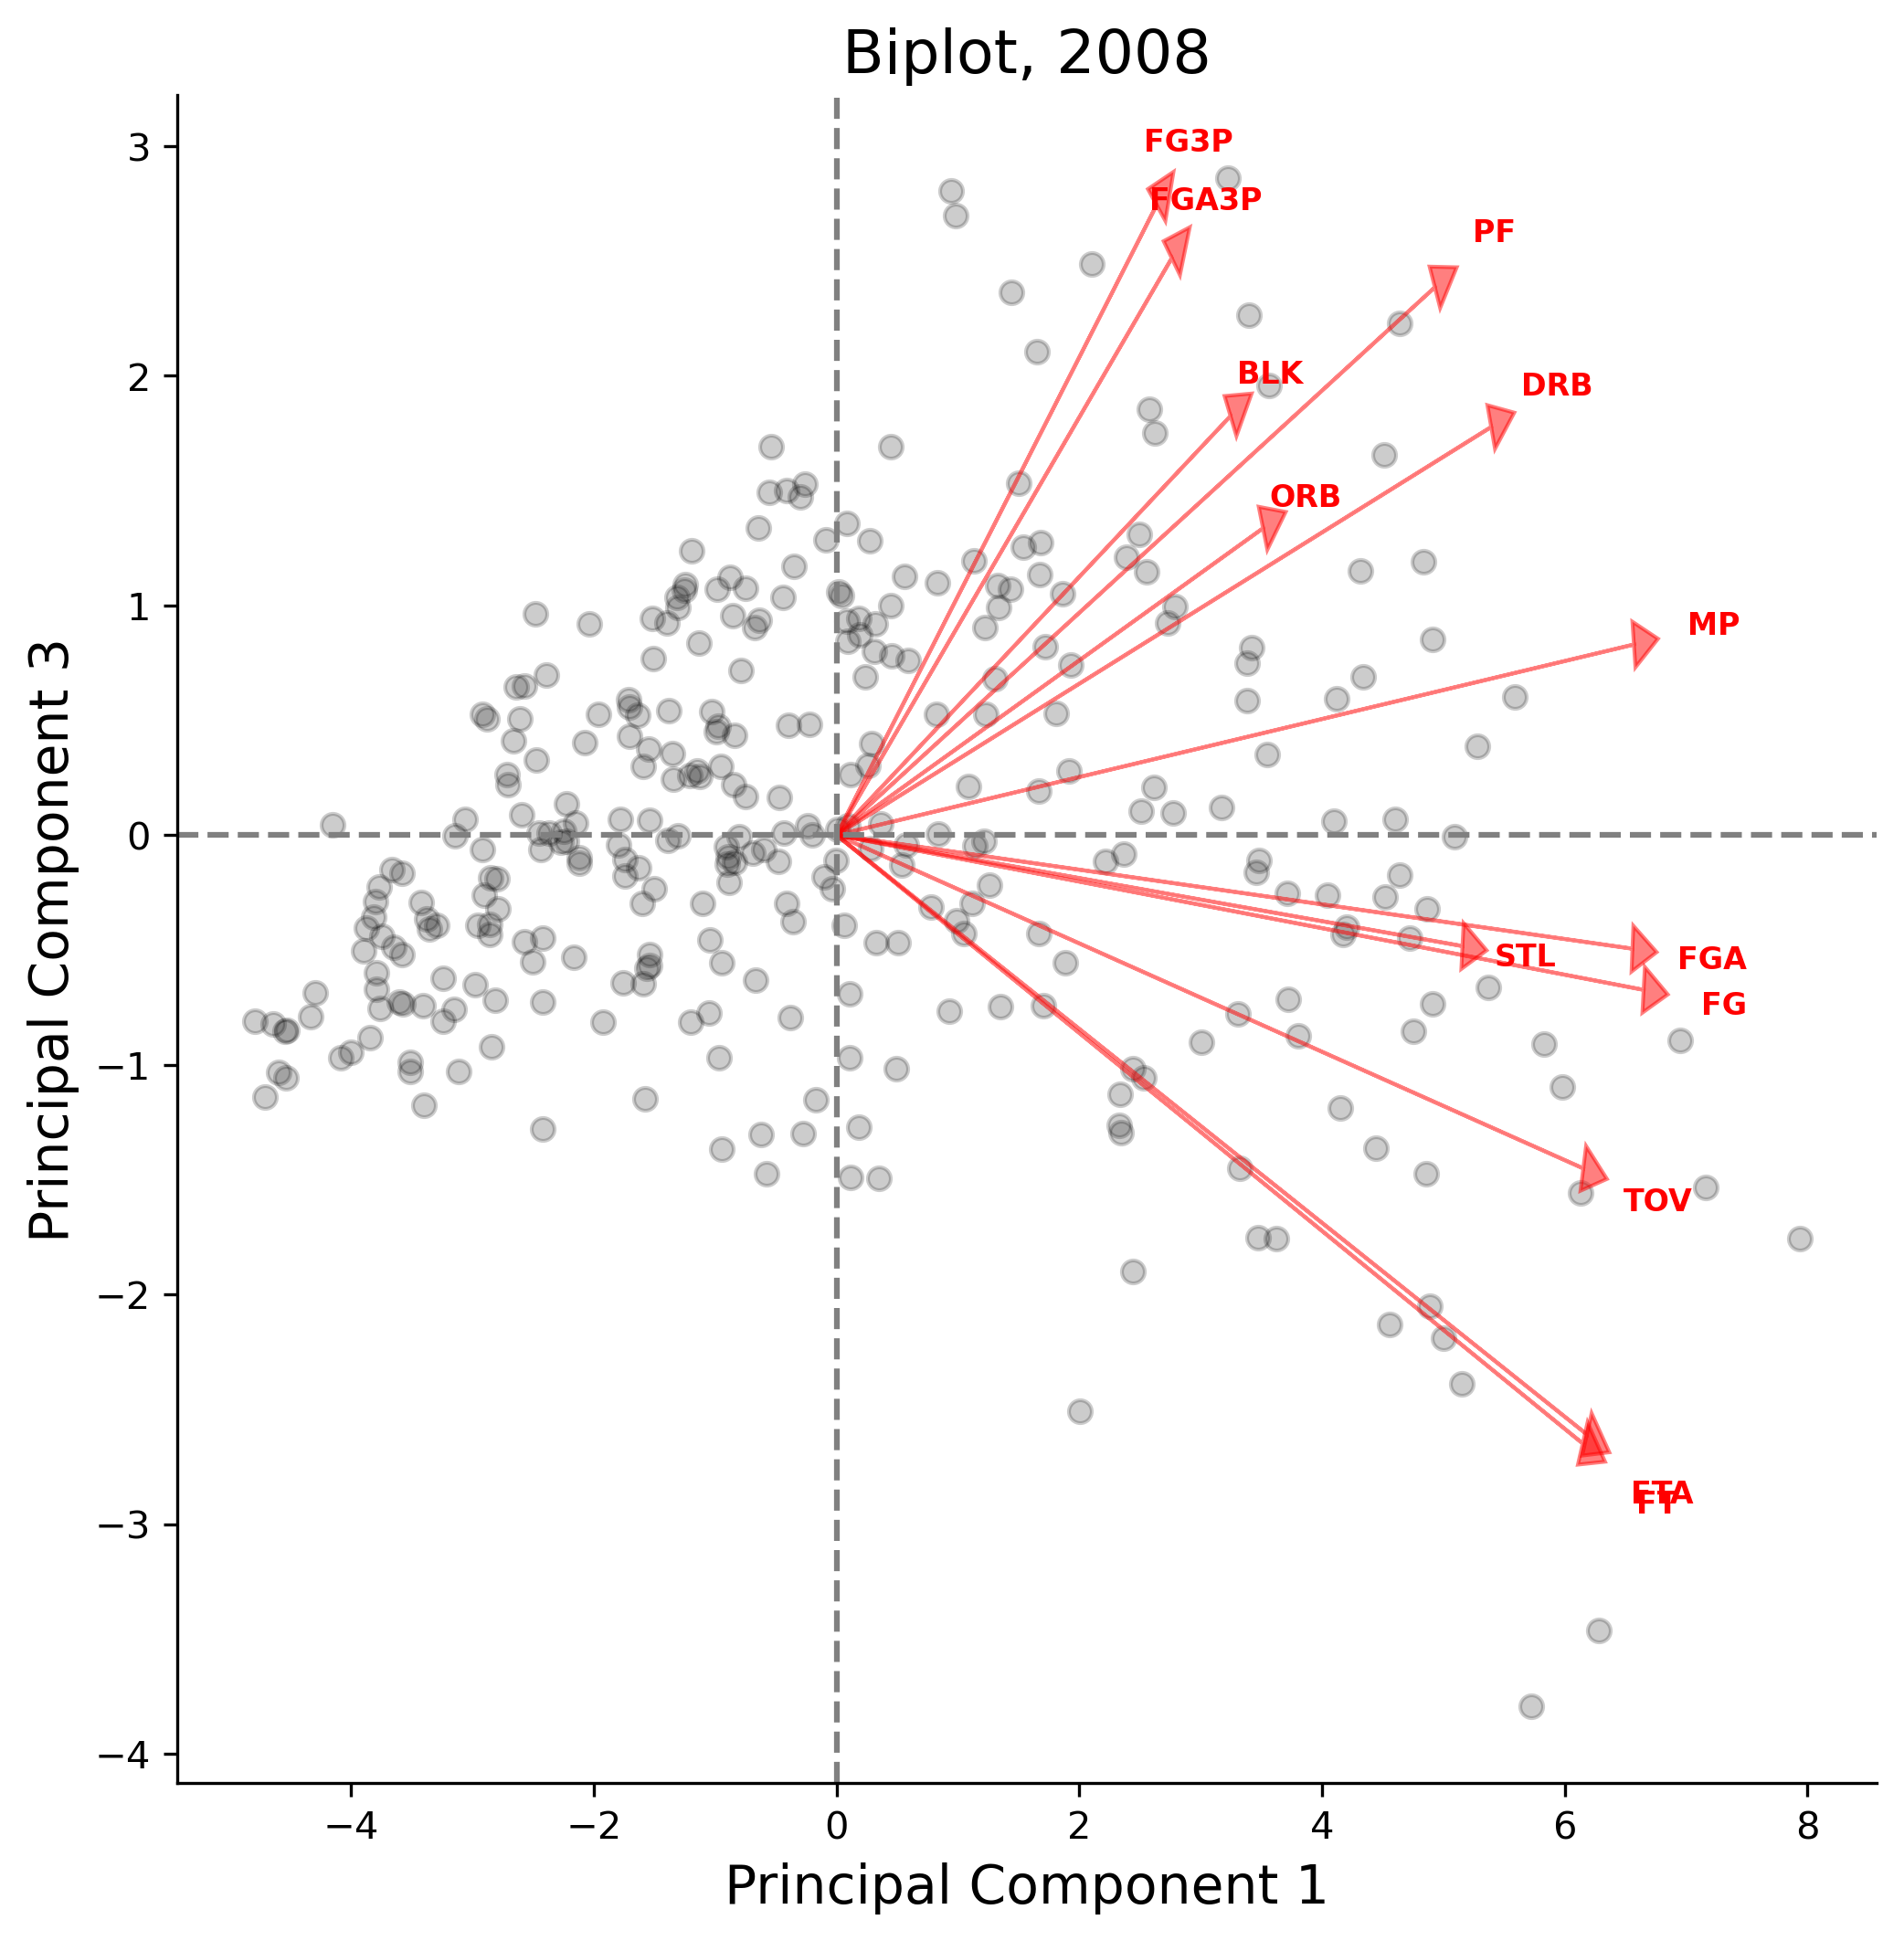 Biplot, 2008
Principal Component 3
3
2
1
0
−1
−2
−3
−4
FG3P
FGA3P
PF
BLK
DRB
ORB
MP
STL
FGA
FG
TOV
FTA
FT
−4
−2
0
2
4
6
8
Principal Component 1